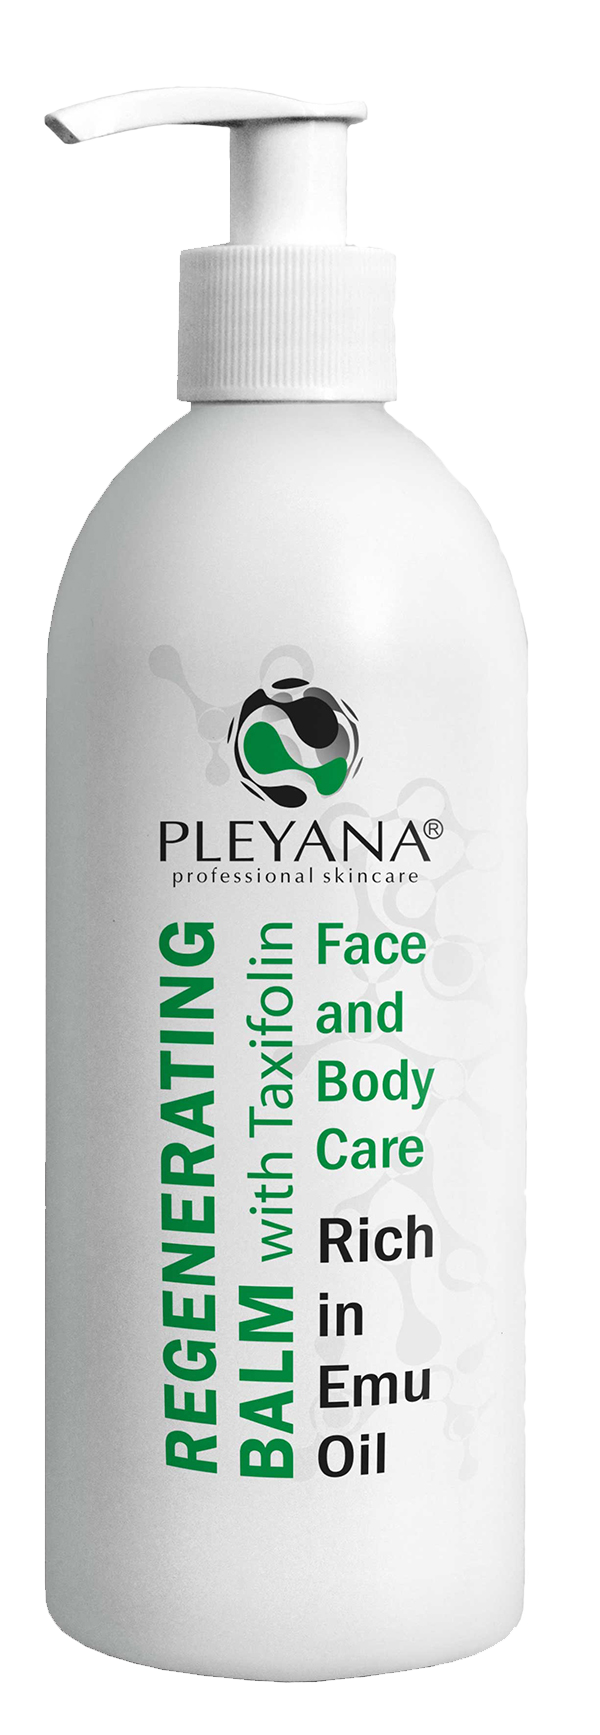 PLEYANA®
professional skincare
REGENERATING
BALM with Taxifolin
Face
and
Body
Care
Rich
in
Emu
Oil